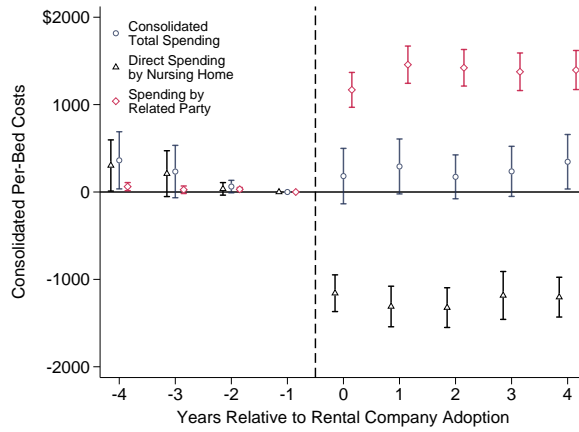 Consolidated Per-Bed Costs
$2000
1000
0
-1000
-2000
Consolidated
Total Spending
Direct Spending
by Nursing Home
Spending by
Related Party
-4 -3 -2 -1 0 1 2 3 4
Years Relative to Rental Company Adoption